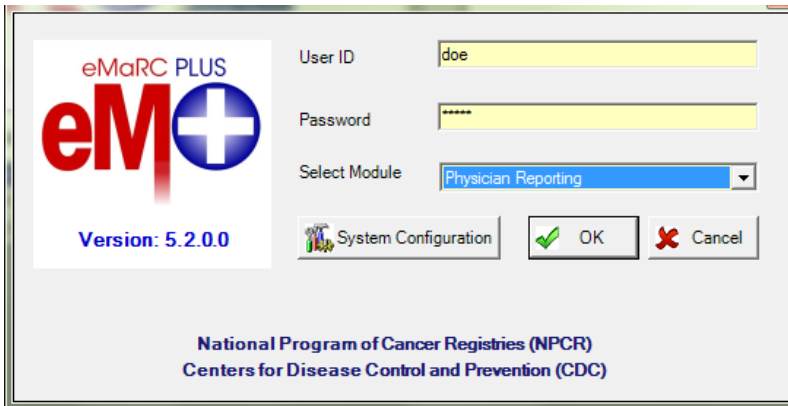 eMaRC PLUS
eM+
Version: 5.2.0.0
User ID
doe
Password
*****
Select Module
Physician Reporting
System Configuration
OK
Cancel
National Program of Cancer Registries (NPCR)
Centers for Disease Control and Prevention (CDC)